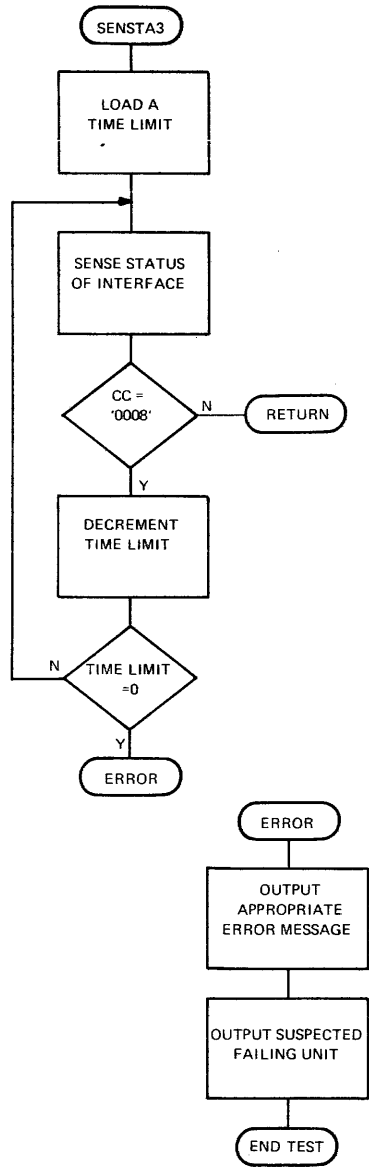 SENSTA3
LOAD A
TIME LIMIT
SENSE STATUS
OF INTERFACE
CC =
'0008'
N
RETURN
Y
DECREMENT
TIME LIMIT
N
TIME LIMIT
=0
Y
ERROR
ERROR
OUTPUT
APPROPRIATE
ERROR MESSAGE
OUTPUT SUSPECTED
FAILING UNIT
END TEST